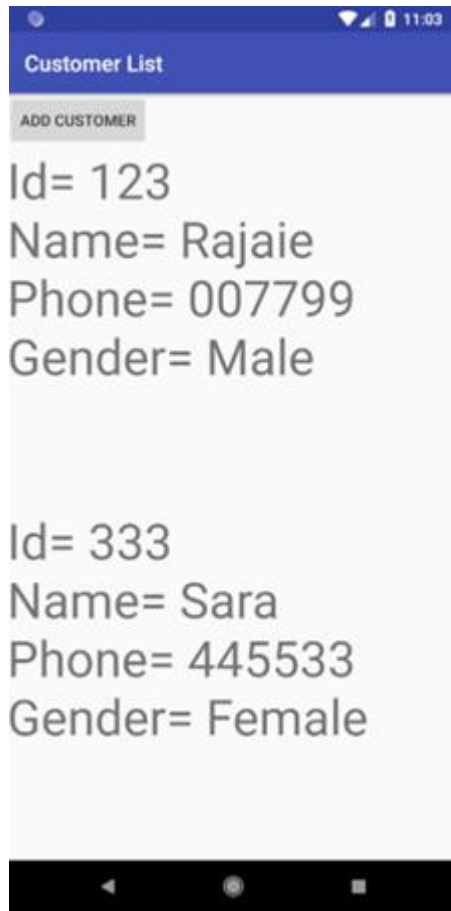 11:03
Customer List
ADD CUSTOMER
Id= 123
Name= Rajaie
Phone= 007799
Gender= Male
Id= 333
Name= Sara
Phone= 445533
Gender= Female